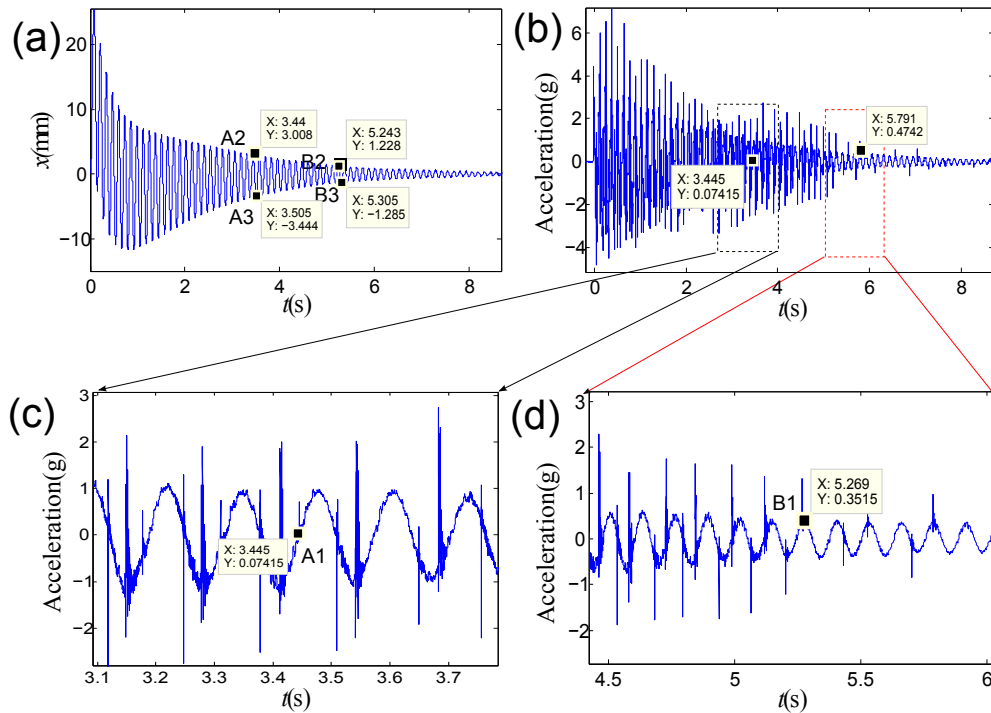 (a)
20
10
0
−10
x(mm)
A2
X: 3.44
Y: 3.008
X: 5.243
Y: 1.228
B2
B3
A3
X: 3.505
Y: −3.444
X: 5.305
Y: −1.285
0 2 4 6 8
t(s)
(b)
6
4
2
0
−2
−4
Acceleration(g)
X: 5.791
Y: 0.4742
X: 3.445
Y: 0.07415
0 2 4 6 8
t(s)
(c)
3
2
1
0
−1
−2
Acceleration(g)
X: 3.445
Y: 0.07415
A1
3.1 3.2 3.3 3.4 3.5 3.6 3.7
t(s)
(d)
3
2
1
0
−1
−2
Acceleration(g)
B1
X: 5.269
Y: 0.3515
4.5 5 5.5 6
t(s)